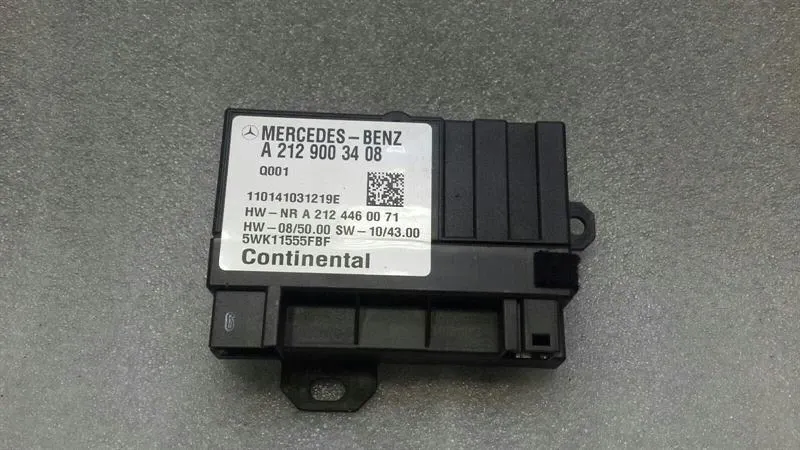 MERCEDES-BENZ
A 212 900 34 08
Q001
110141031219E
HW-NR A 212 446 00 71
HW-08/50.00 SW-10/43.00
5WK11555FBF
Continental